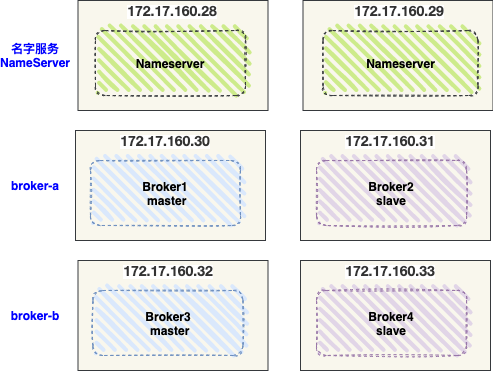 172.17.160.28
172.17.160.29
名字服务
NameServer
Nameserver
Nameserver
172.17.160.30
172.17.160.31
broker-a
Broker1
master
Broker2
slave
172.17.160.32
172.17.160.33
broker-b
Broker3
master
Broker4
slave